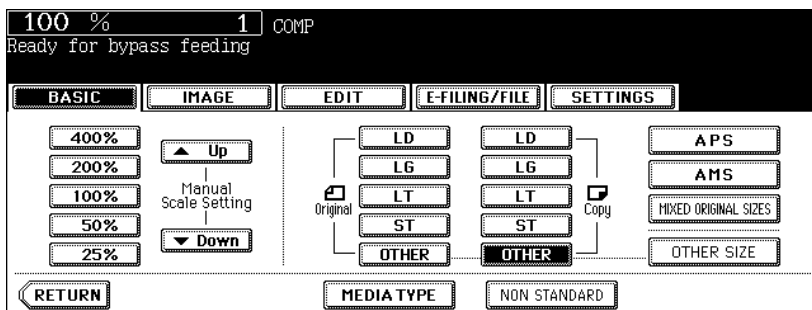 100 % 1 COMP
Ready for bypass feeding
BASIC IMAGE EDIT E-FILING/FILE SETTINGS
400% Up LD LD APS
200% LG LG AMS
100% Manual Scale Setting Original LT LT Copy MIXED ORIGINAL SIZES
50% ST ST
25% Down OTHER OTHER OTHER SIZE
RETURN MEDIA TYPE NON STANDARD